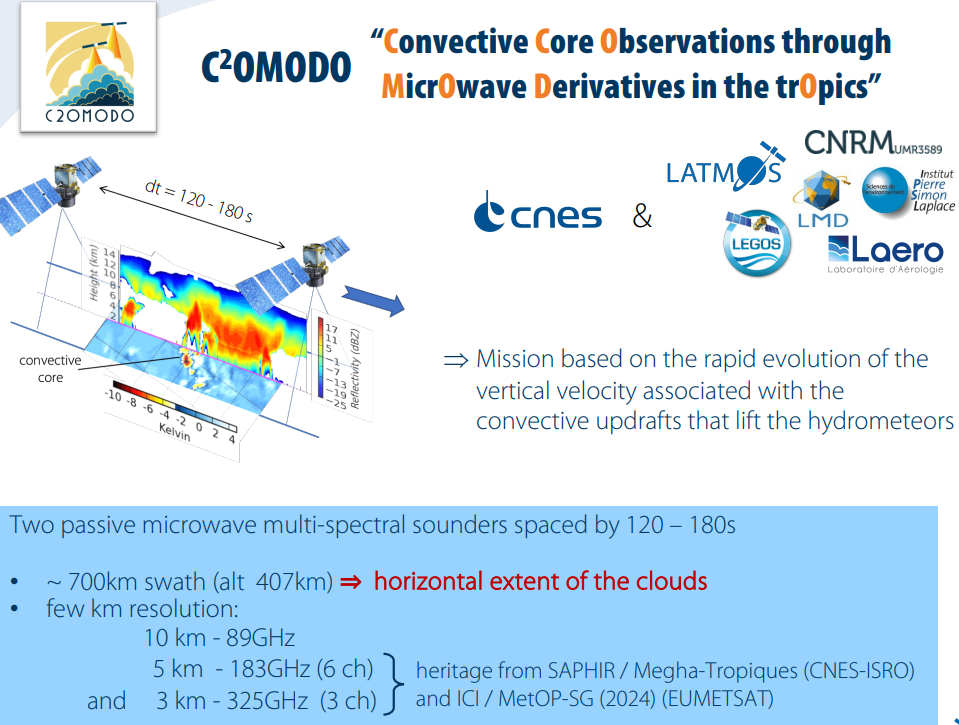 C2OMODO
C²OMODO
“Convective Core Observations through
MicrOwave Derivatives in the trOpics”
dt = 120 - 180 s
Height (km)
14
12
10
8
6
4
2
17
11
5
−1
−7
−13
−19
−25
Reflectivity (dBZ)
convective
core
-10 -8 -6 -4 -2 0 2 4
Kelvin
cnes
&
LATMOS
CNRM UMR3589
LMD
Sciences de
environnement
Institut
Pierre
Simon
Laplace
LEGOS
Laero
Laboratoire d'Aérologie
⇒ Mission based on the rapid evolution of the
vertical velocity associated with the
convective updrafts that lift the hydrometeors
Two passive microwave multi-spectral sounders spaced by 120 – 180s
• ~ 700km swath (alt 407km) ⇒ horizontal extent of the clouds
• few km resolution:
10 km - 89GHz
5 km - 183GHz (6 ch)
and 3 km - 325GHz (3 ch)
heritage from SAPHIR / Megha-Tropiques (CNES-ISRO)
and ICI / MetOP-SG (2024) (EUMETSAT)